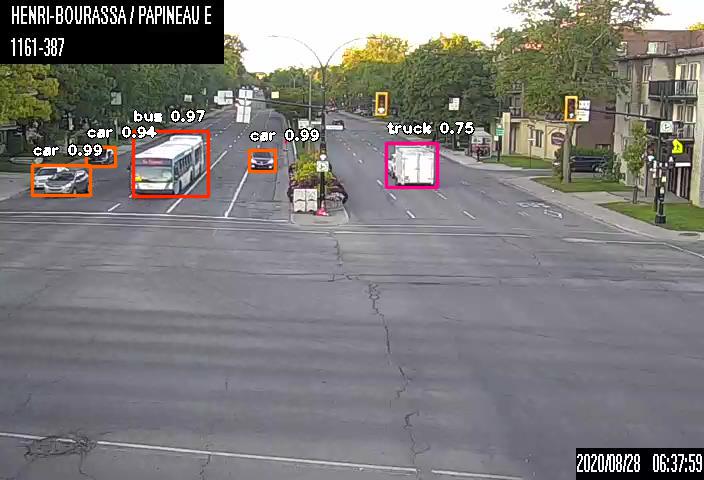 HENRI-BOURASSA / PAPINEAU E
1161-387
bus 0.97
car 0.94
car 0.99
truck 0.75
car 0.99
2020/08/28 06:37:59